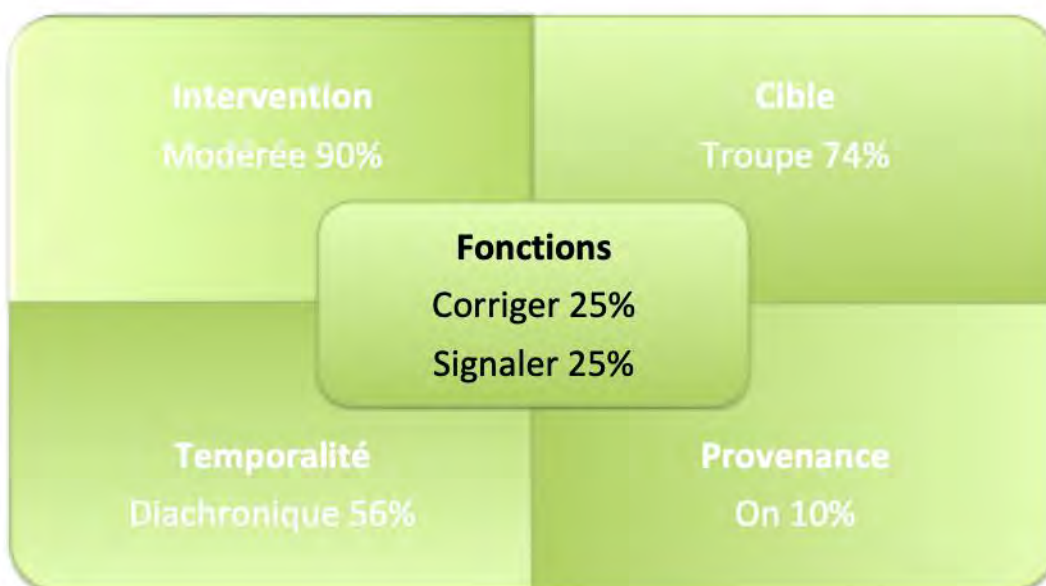 Intervention
Modérée 90%
Cible
Troupe 74%
Fonctions
Corriger 25%
Signaler 25%
Temporalité
Diachronique 56%
Provenance
On 10%